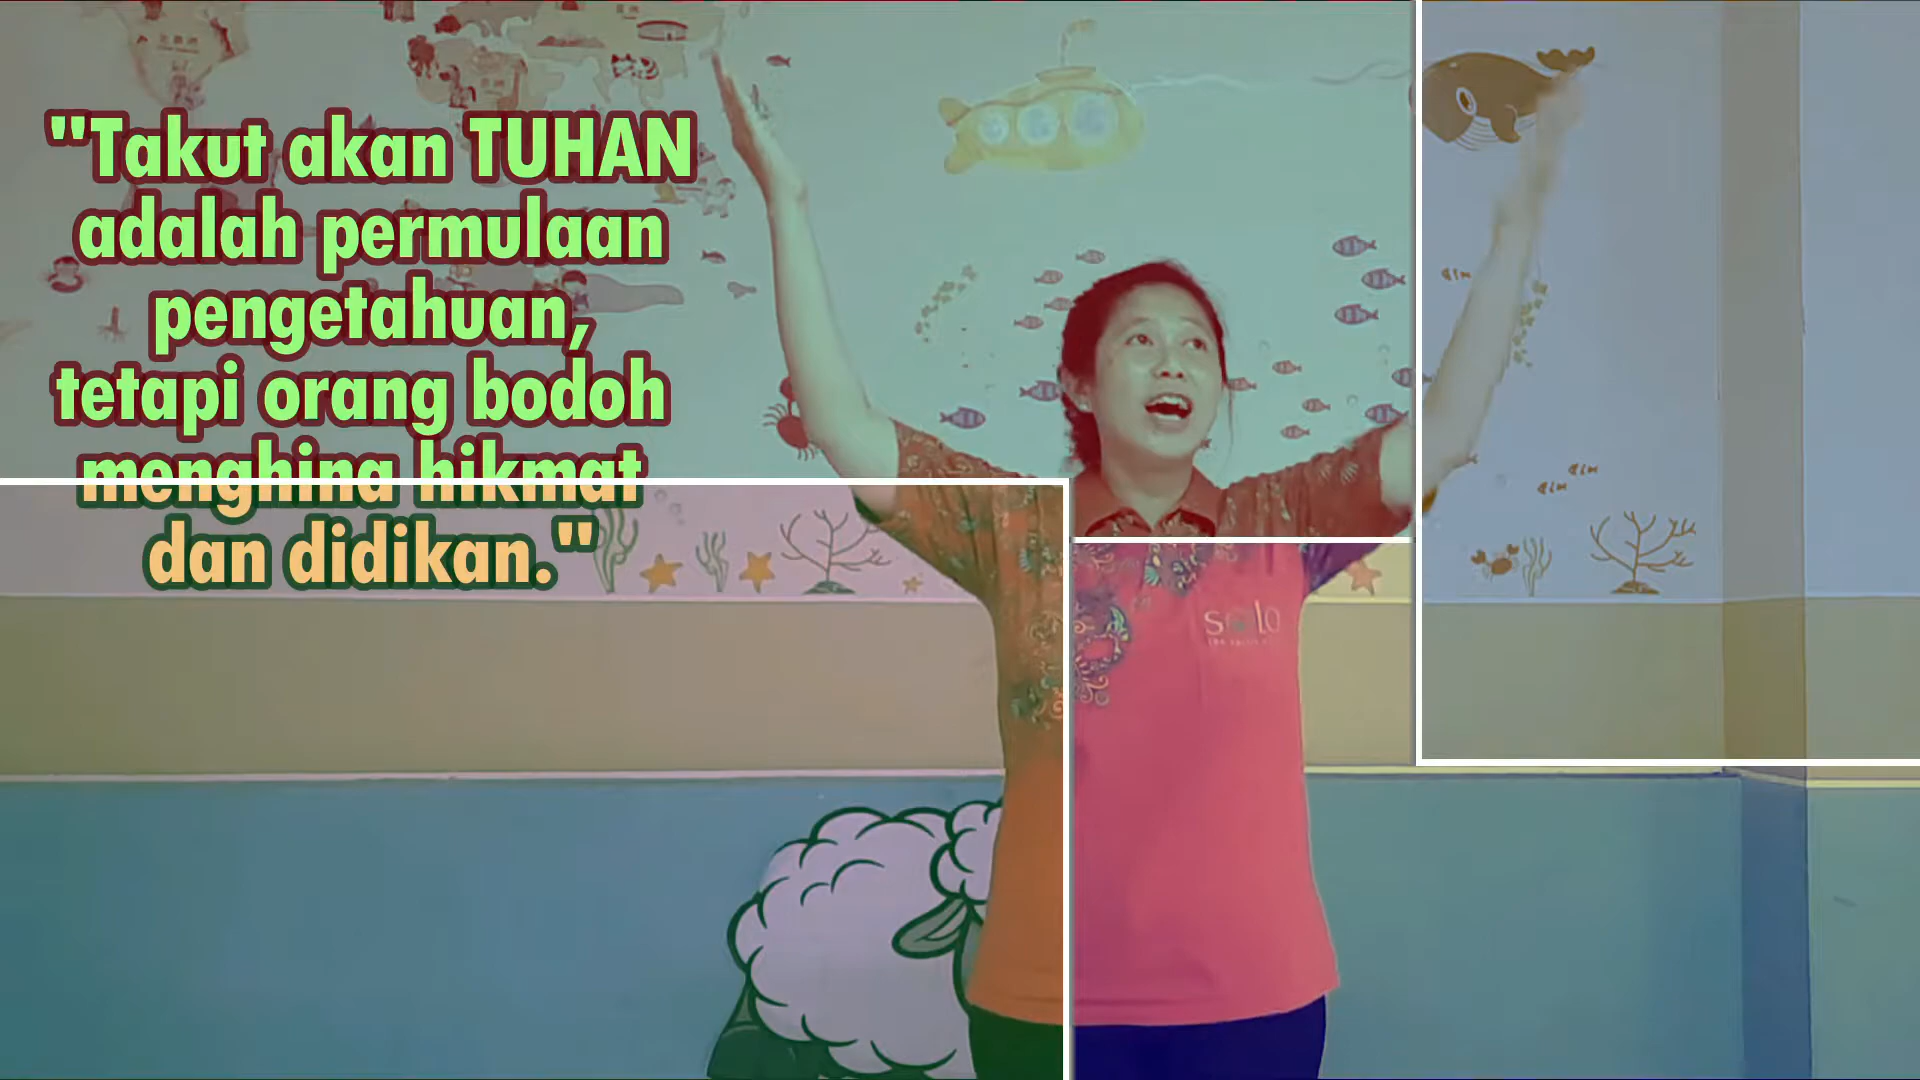 "Takut akan TUHAN
adalah permulaan
pengetahuan,
tetapi orang bodoh
menghina hikmat
dan didikan."